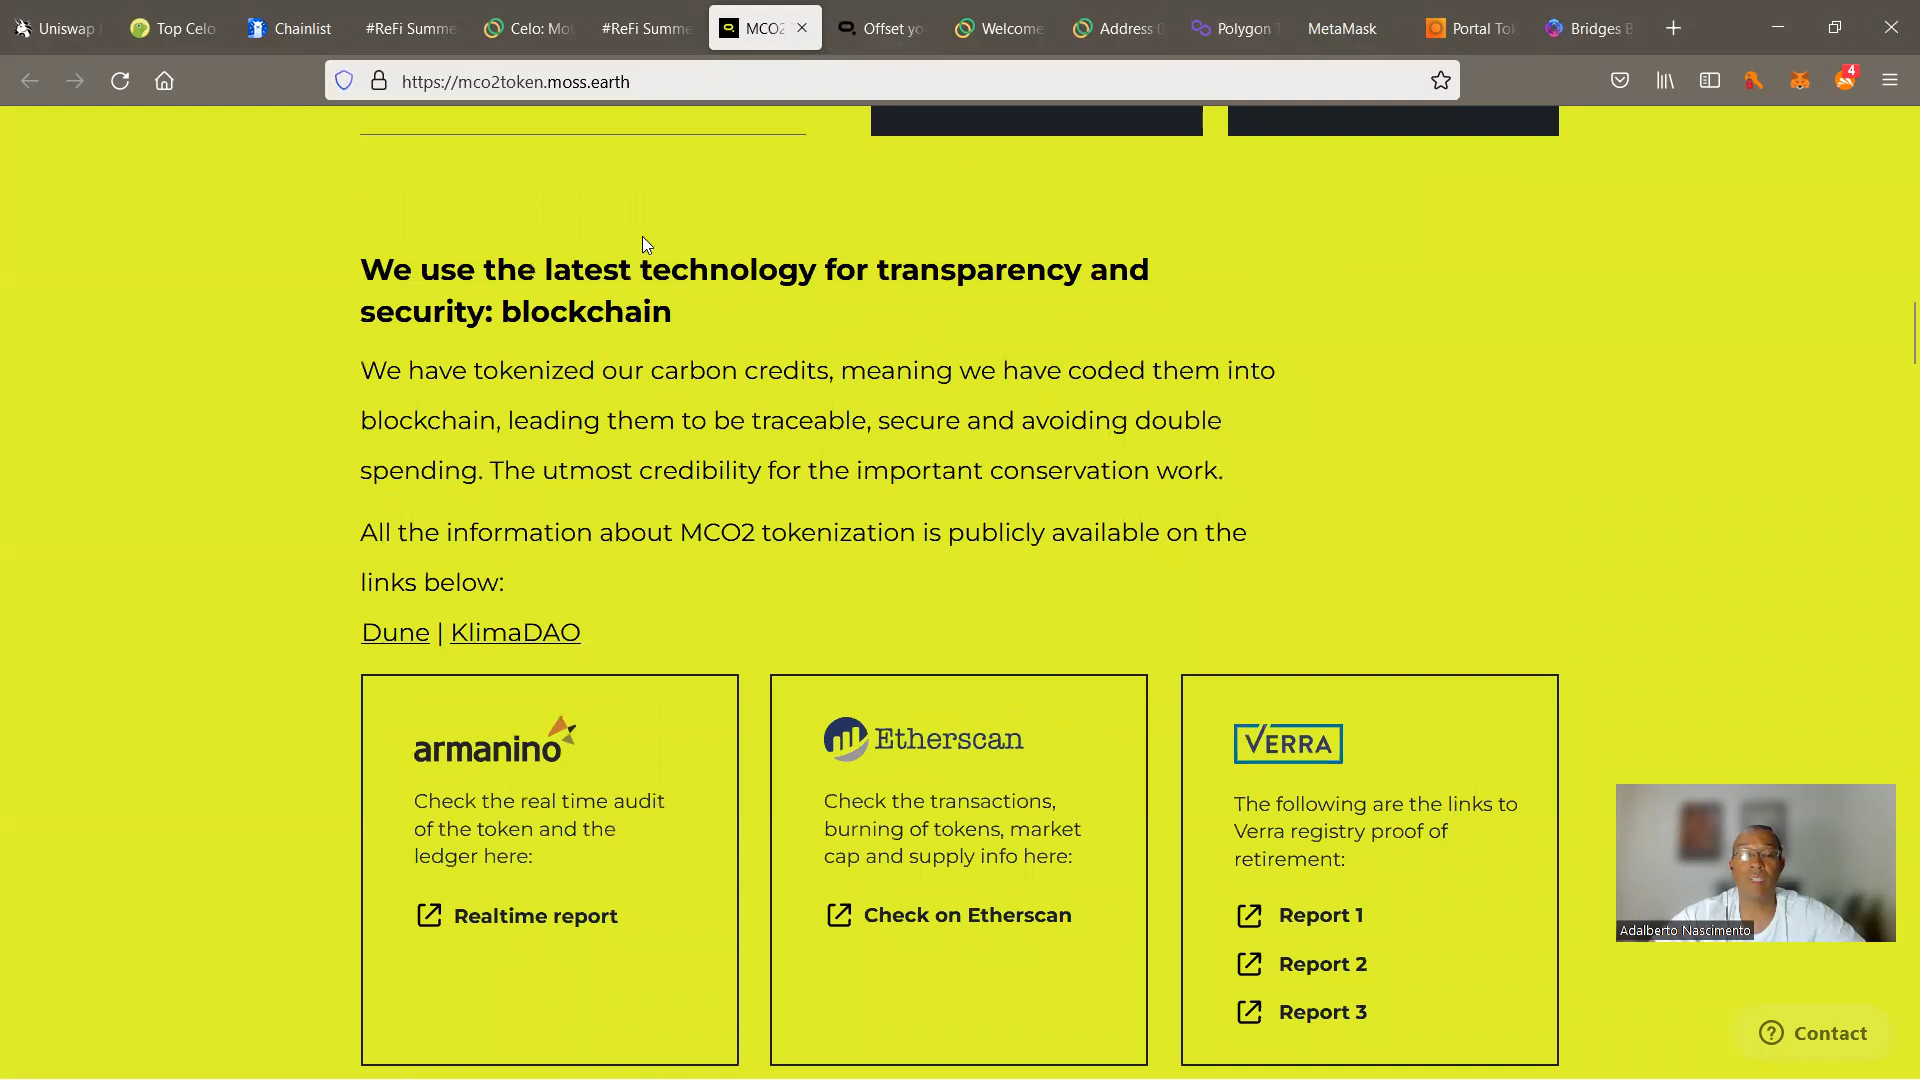 Uniswap
Top Celo
Chainlist
#ReFi Summe
Celo: Mo
#ReFi Summe
MCO2
Offset yo
Welcome
Address
Polygon T
MetaMask
Portal To
Bridges B
https://mco2token.moss.earth
4
We use the latest technology for transparency and
security: blockchain
We have tokenized our carbon credits, meaning we have coded them into
blockchain, leading them to be traceable, secure and avoiding double
spending. The utmost credibility for the important conservation work.
All the information about MCO2 tokenization is publicly available on the
links below:
Dune | KlimaDAO
armanino
Check the real time audit
of the token and the
ledger here:
Realtime report
Etherscan
Check the transactions,
burning of tokens, market
cap and supply info here:
Check on Etherscan
VERRA
The following are the links to
Verra registry proof of
retirement:
Report 1
Report 2
Report 3
Adalberto Nascimento
Contact